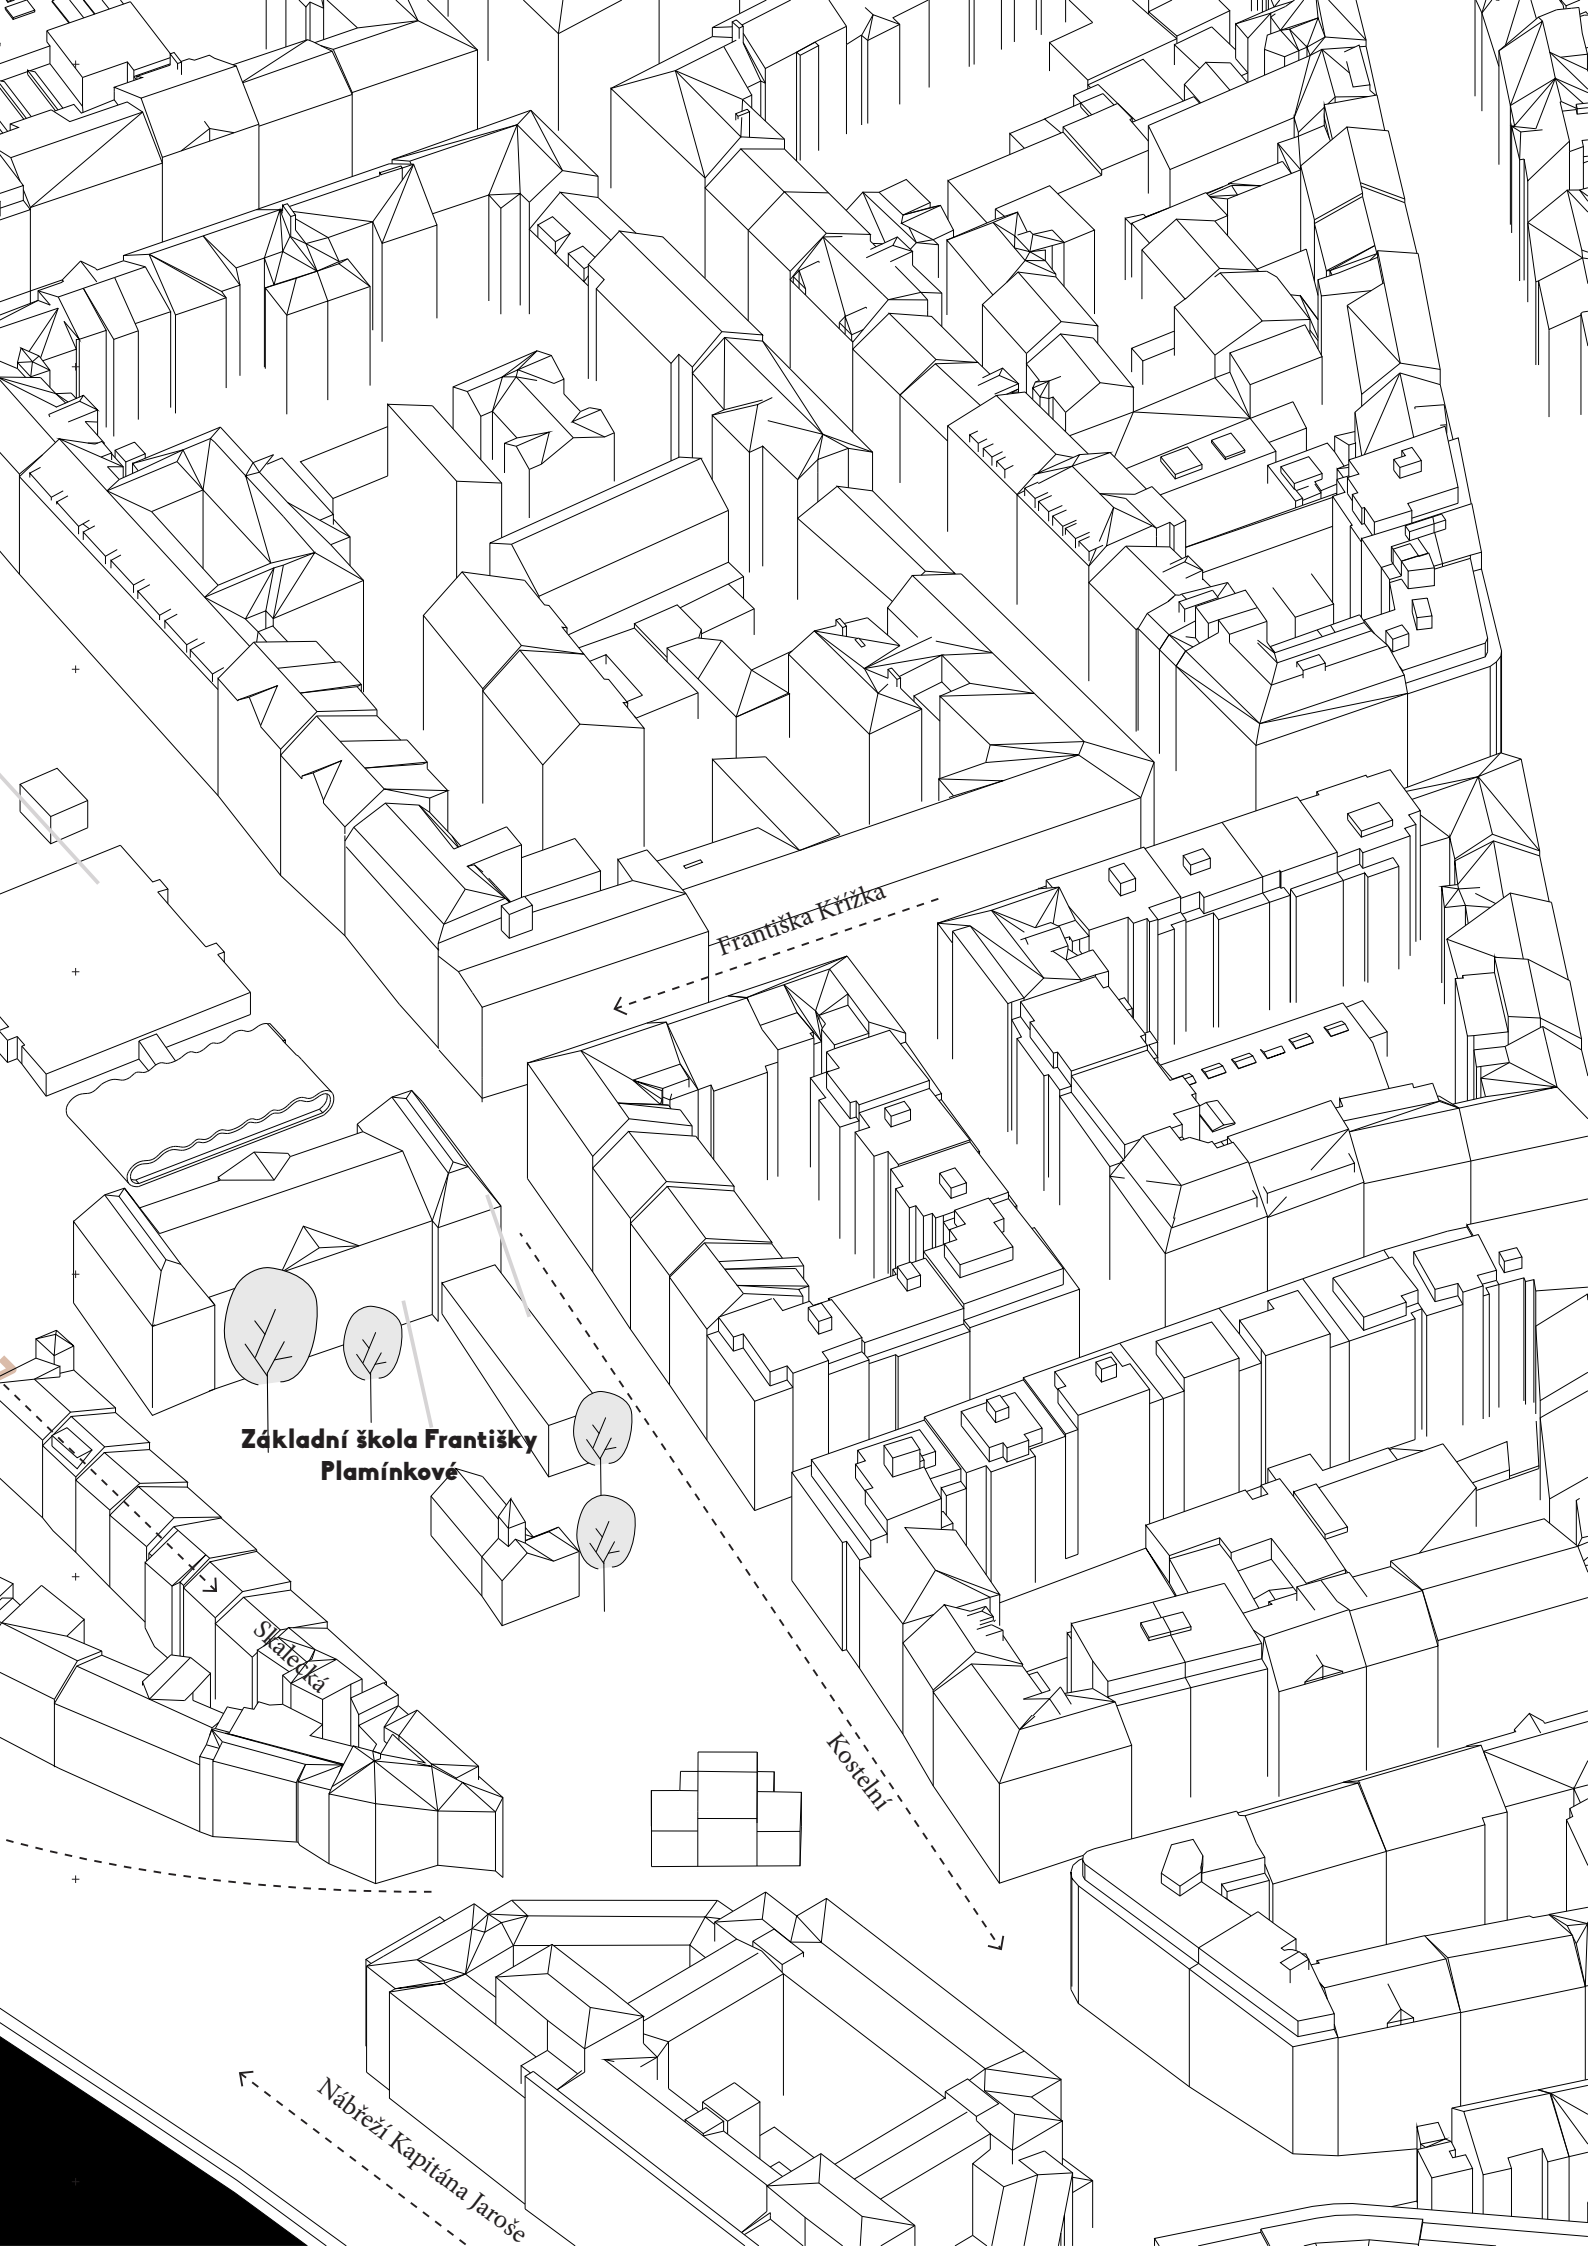 Františka Křížka
Základní škola Františky
Plamínkové
Skalecká
Kostelní
Nábřeží Kapitána Jaroše